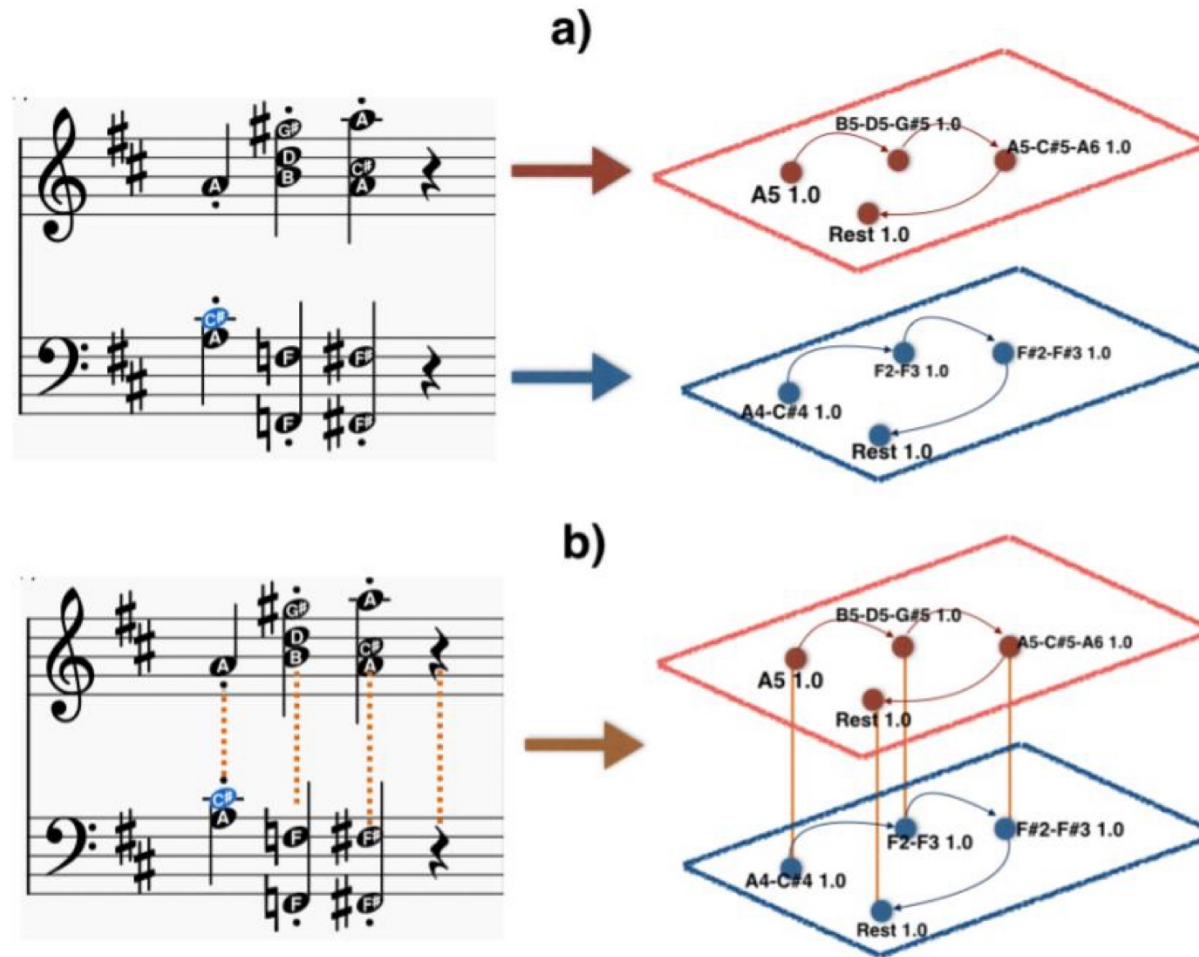 a)
G# A
D C#
A B A
B5-D5-G#5 1.0
A5-C#5-A6 1.0
A5 1.0
Rest 1.0
C#
A F F#
F F#
F2-F3 1.0
F#2-F#3 1.0
A4-C#4 1.0
Rest 1.0
b)
G# A
D C#
A B A
B5-D5-G#5 1.0
A5-C#5-A6 1.0
A5 1.0
Rest 1.0
C#
A F F#
F F#
F2-F3 1.0
F#2-F#3 1.0
A4-C#4 1.0
Rest 1.0